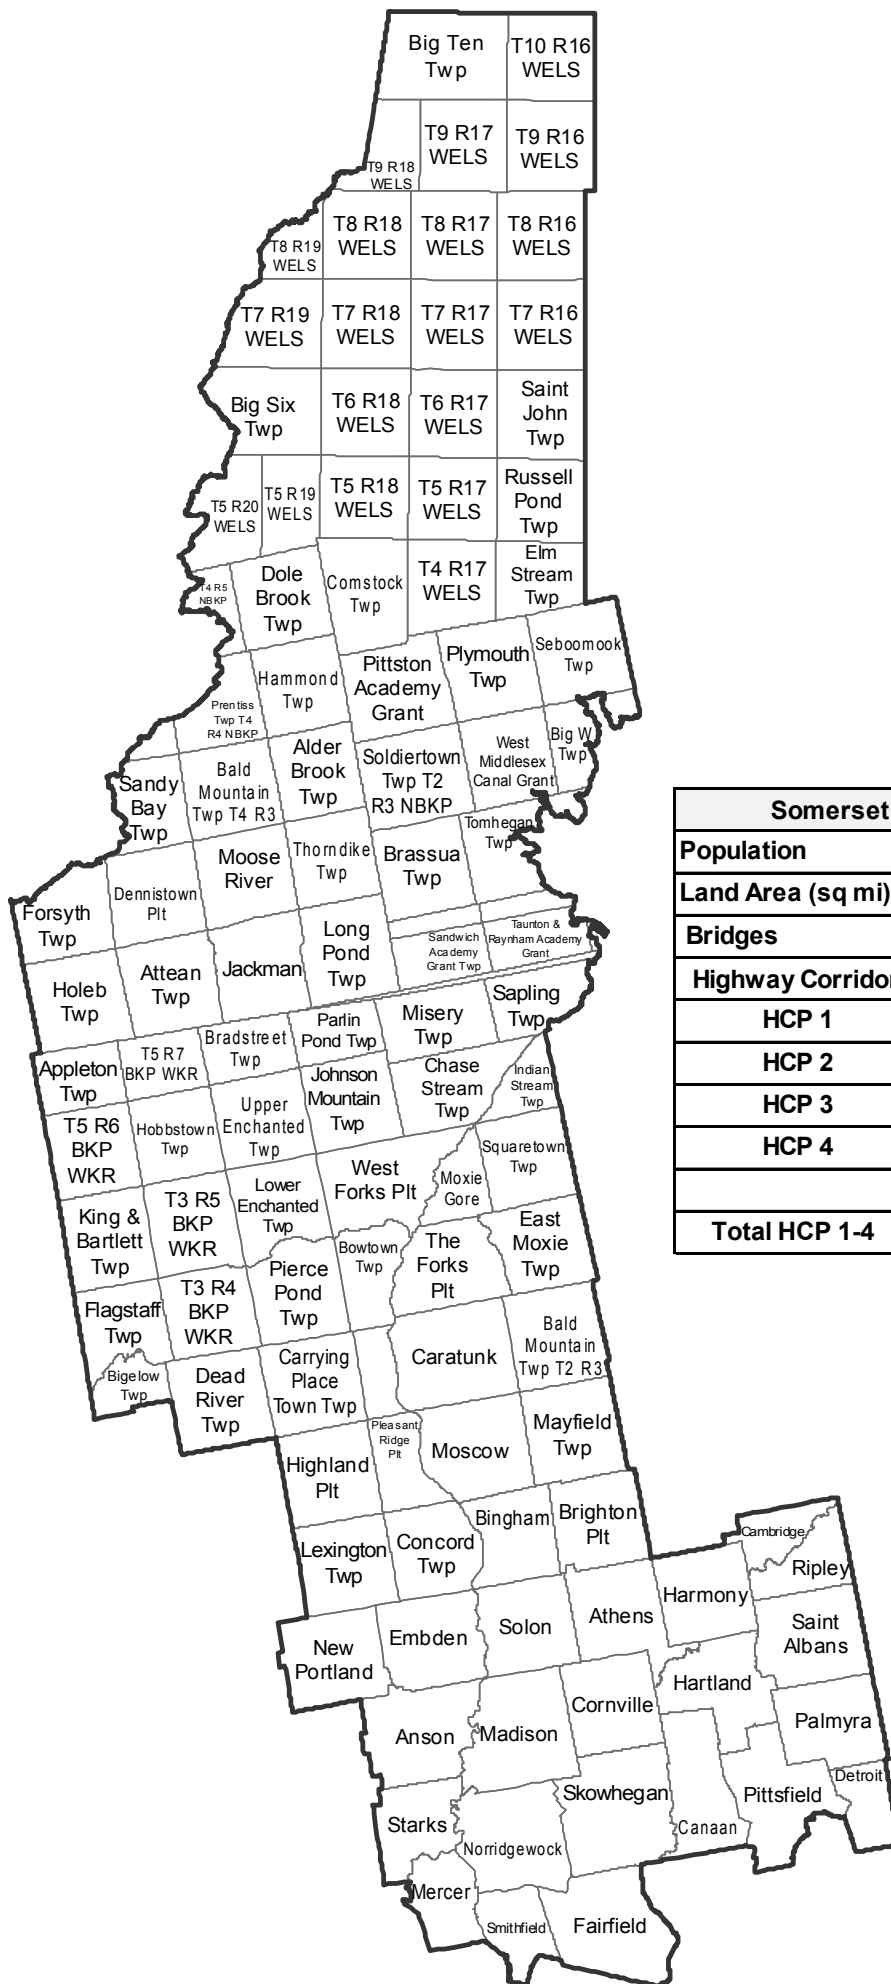 Big Ten
Twp
T10 R16
WELS
T9 R18
WELS
T9 R17
WELS
T9 R16
WELS
T8 R19
WELS
T8 R18
WELS
T8 R17
WELS
T8 R16
WELS
T7 R19
WELS
T7 R18
WELS
T7 R17
WELS
T7 R16
WELS
Big Six
Twp
T6 R18
WELS
T6 R17
WELS
Saint
John
Twp
T5 R20
WELS
T5 R19
WELS
T5 R18
WELS
T5 R17
WELS
Russell
Pond
Twp
T4 R5
NBKP
Dole
Brook
Twp
Comstock
Twp
T4 R17
WELS
Elm
Stream
Twp
Prentiss
Twp T4
R4 NBKP
Hammond
Twp
Pittston
Academy
Grant
Plymouth
Twp
Seboomook
Twp
Sandy
Bay
Twp
Bald
Mountain
Twp T4 R3
Alder
Brook
Twp
Soldiertown
Twp T2
R3 NBKP
West
Middlesex
Canal Grant
Big W
Twp
Forsyth
Twp
Dennistown
Plt
Moose
River
Thorndike
Twp
Brassua
Twp
Tomhegan
Twp
Holeb
Twp
Attean
Twp
Jackman
Long
Pond
Twp
Sandwich
Academy
Grant Twp
Taunton &
Raynham Academy
Grant
Appleton
Twp
T5 R7
BKP WKR
Bradstreet
Twp
Parlin
Pond Twp
Misery
Twp
Sapling
Twp
T5 R6
BKP
WKR
Hobbstown
Twp
Upper
Enchanted
Twp
Johnson
Mountain
Twp
Chase
Stream
Twp
Indian
Stream
Twp
King &
Bartlett
Twp
T3 R5
BKP
WKR
Lower
Enchanted
Twp
West
Forks Plt
Moxie
Gore
Squaretown
Twp
Flagstaff
Twp
T3 R4
BKP
WKR
Pierce
Pond
Twp
Bowtown
Twp
The
Forks
Plt
East
Moxie
Twp
Bigelow
Twp
Dead
River
Twp
Carrying
Place
Town Twp
Caratunk
Bald
Mountain
Twp T2 R3
Highland
Plt
Pleasant
Ridge
Plt
Moscow
Mayfield
Twp
Lexington
Twp
Concord
Twp
Bingham
Brighton
Plt
Cambridge
Ripley
New
Portland
Embden
Solon
Athens
Harmony
Saint
Albans
Anson
Madison
Cornville
Hartland
Palmyra
Starks
Norridgewock
Skowhegan
Canaan
Pittsfield
Detroit
Mercer
Smithfield
Fairfield
Somerset
Population
Land Area (sq mi)
Bridges
Highway Corridor
HCP 1
HCP 2
HCP 3
HCP 4
Total HCP 1-4